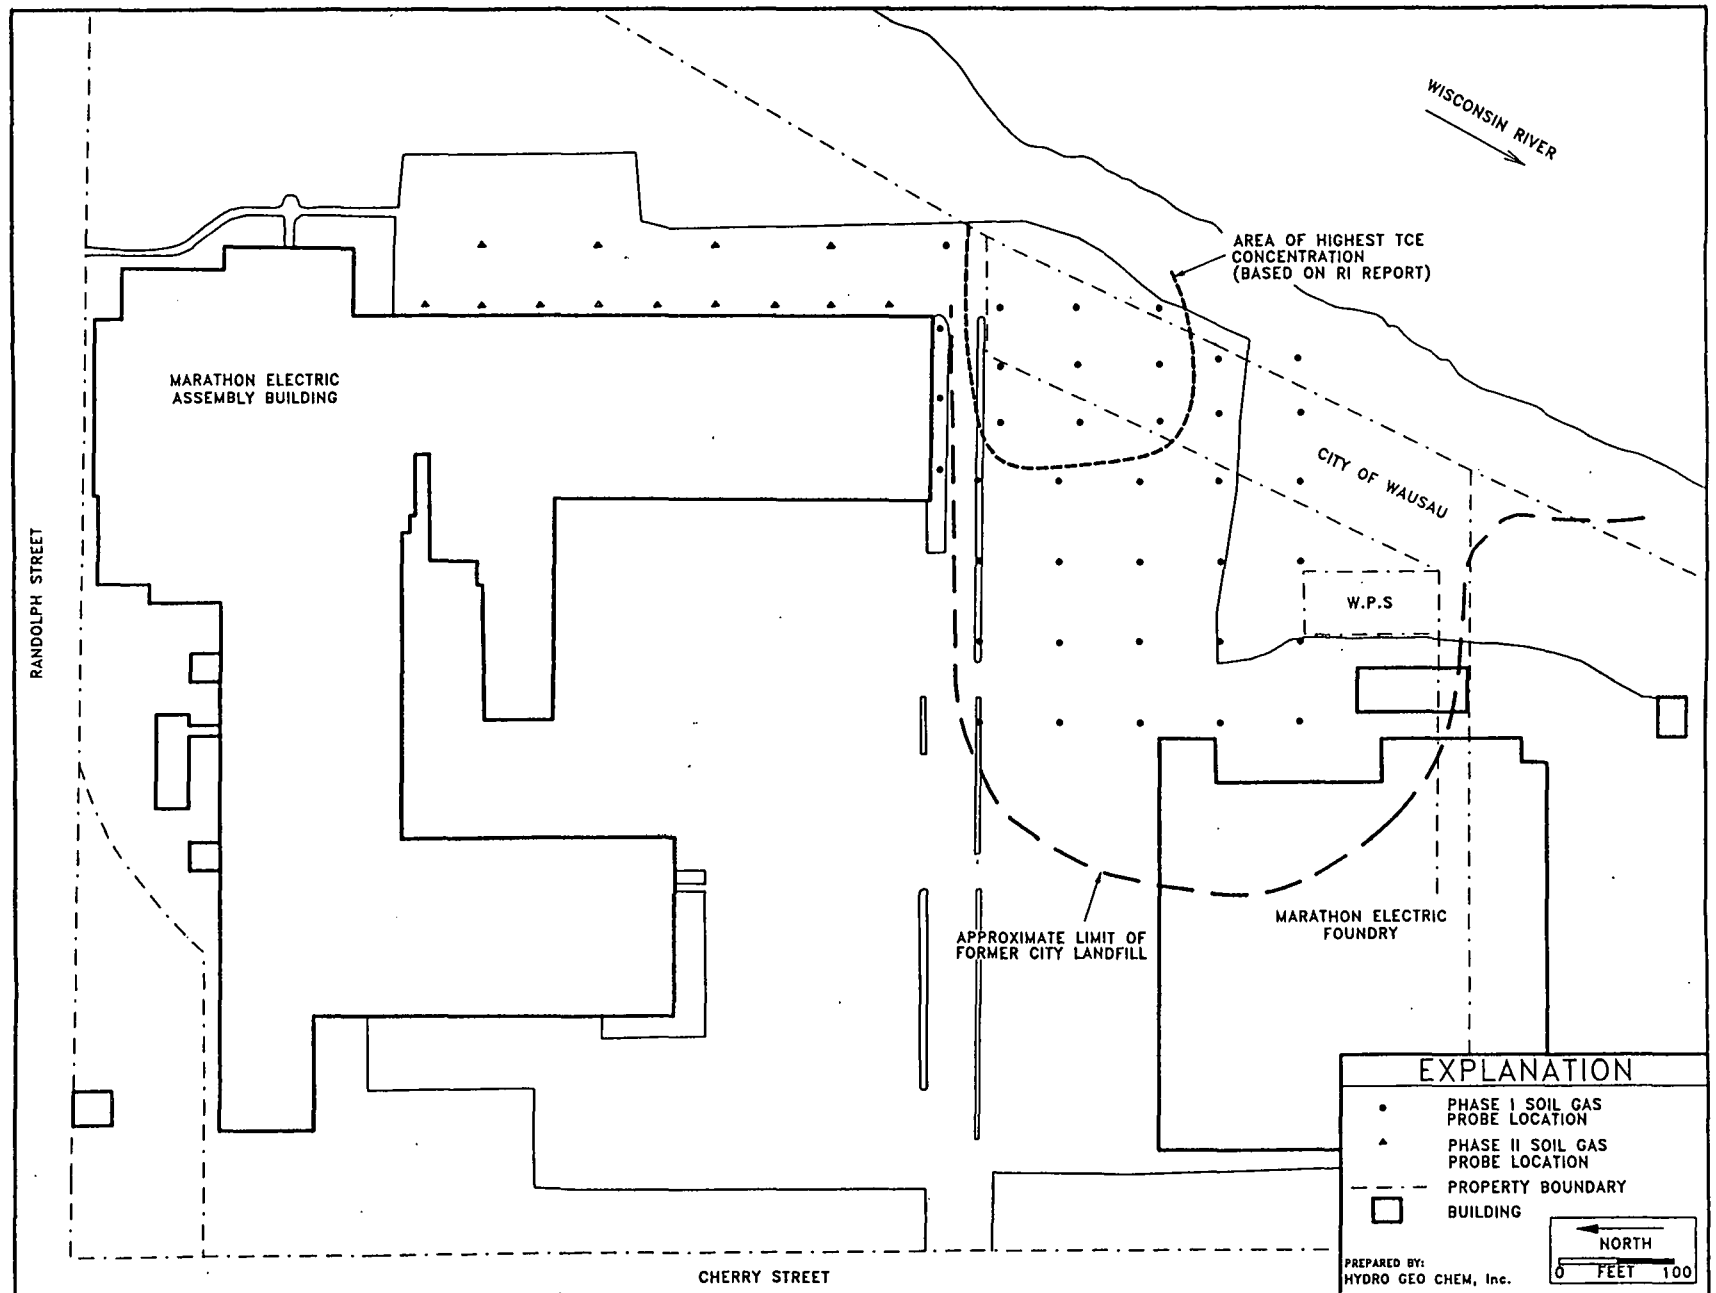 WISCONSIN RIVER
AREA OF HIGHEST TCE
CONCENTRATION
(BASED ON RI REPORT)
MARATHON ELECTRIC
ASSEMBLY BUILDING
CITY OF WAUSAU
RANDOLPH STREET
W.P.S
MARATHON ELECTRIC
FOUNDRY
APPROXIMATE LIMIT OF
FORMER CITY LANDFILL
EXPLANATION
PHASE I SOIL GAS
PROBE LOCATION
PHASE II SOIL GAS
PROBE LOCATION
PROPERTY BOUNDARY
BUILDING
NORTH
0 FEET 100
PREPARED BY:
HYDRO GEO CHEM, Inc.
CHERRY STREET